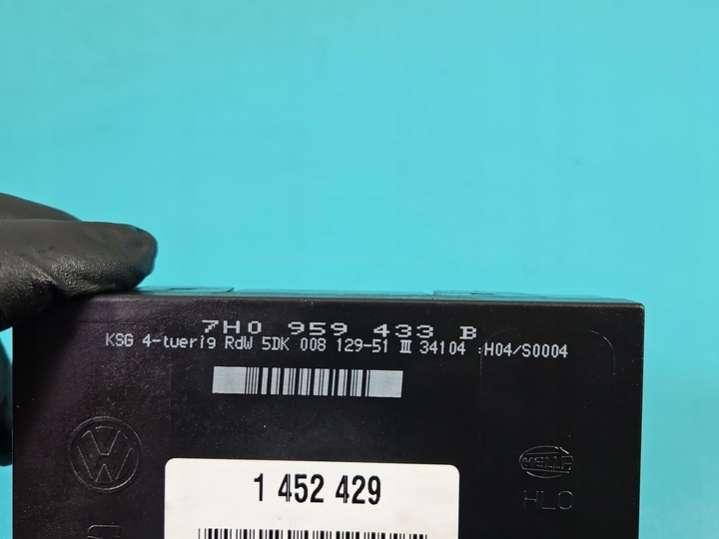 7H0 959 433 B
KSG 4-tuerig RdW 5DK 008 129-51 III 34104 :H04/S0004
HELLA
HLO
1 452 429